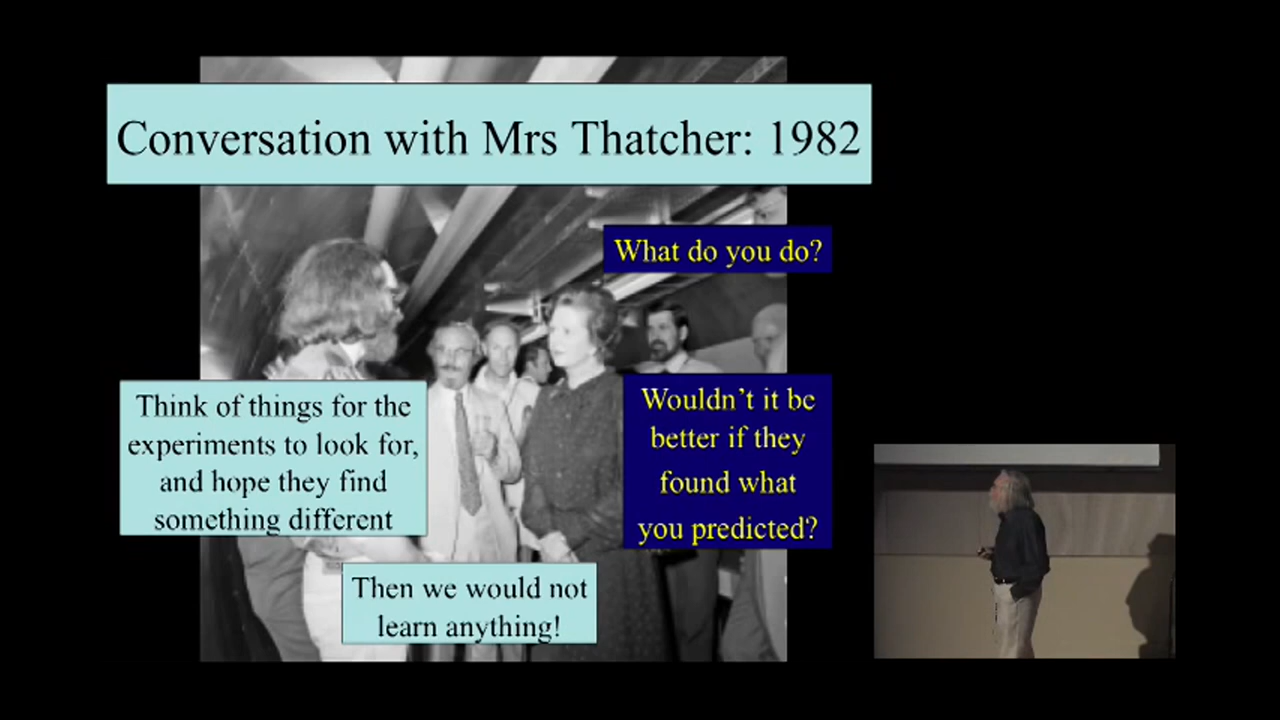 Conversation with Mrs Thatcher: 1982
What do you do?
Think of things for the
experiments to look for,
and hope they find
something different
Wouldn’t it be
better if they
found what
you predicted?
Then we would not
learn anything!